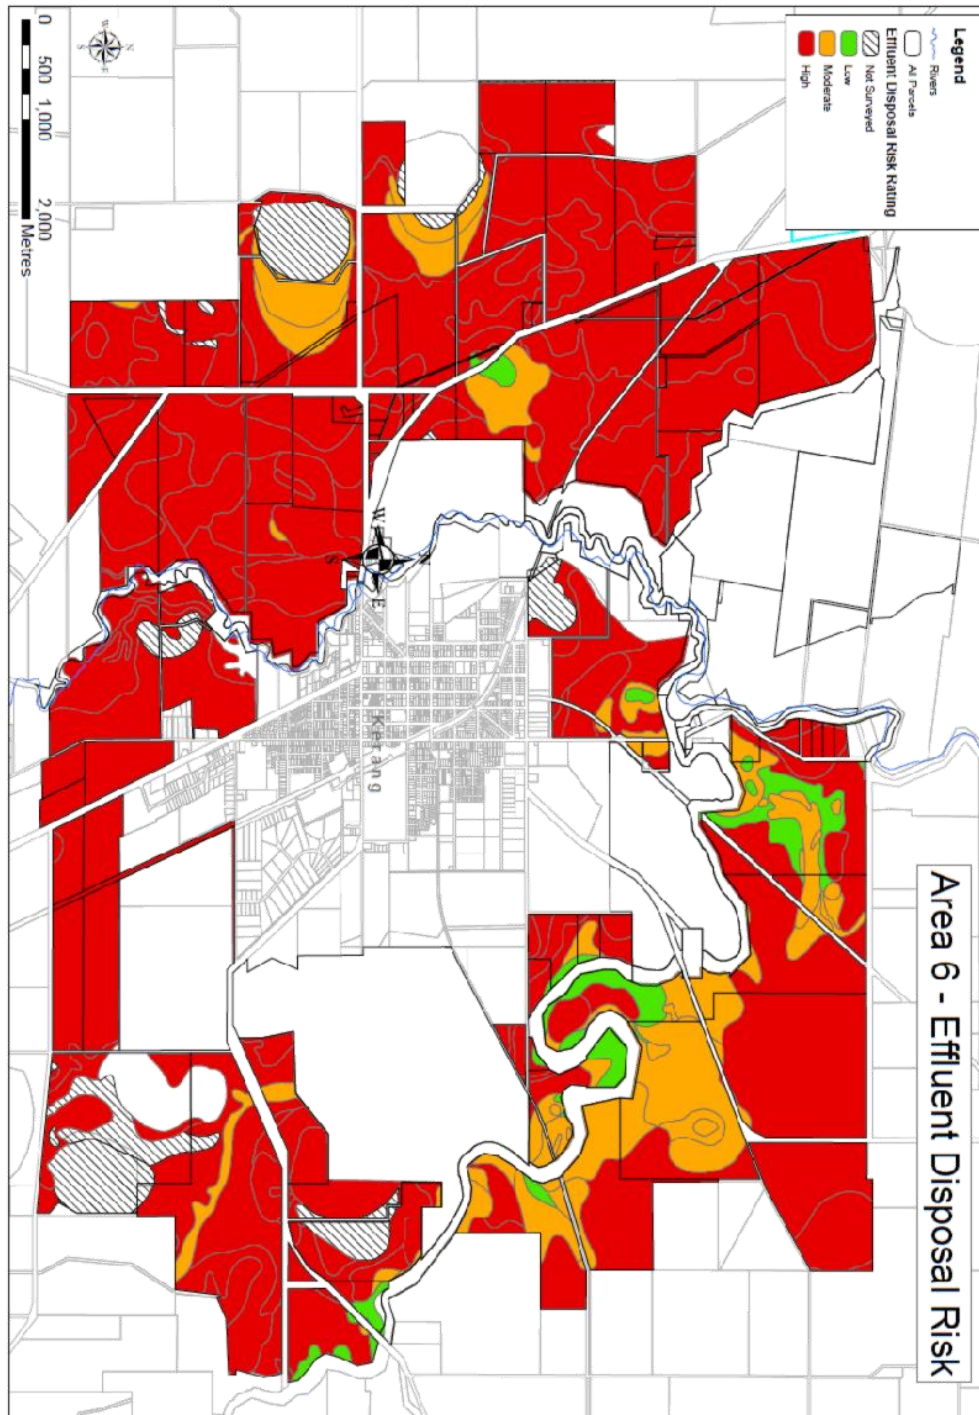 Area 6 - Effluent Disposal Risk
Legend
Rivers
All Parcels
Effluent Disposal Risk Rating
Not Surveyed
Low
Moderate
High
Kerang
N
W
E
S
N
W
E
S
0 500 1,000 2,000
Metres